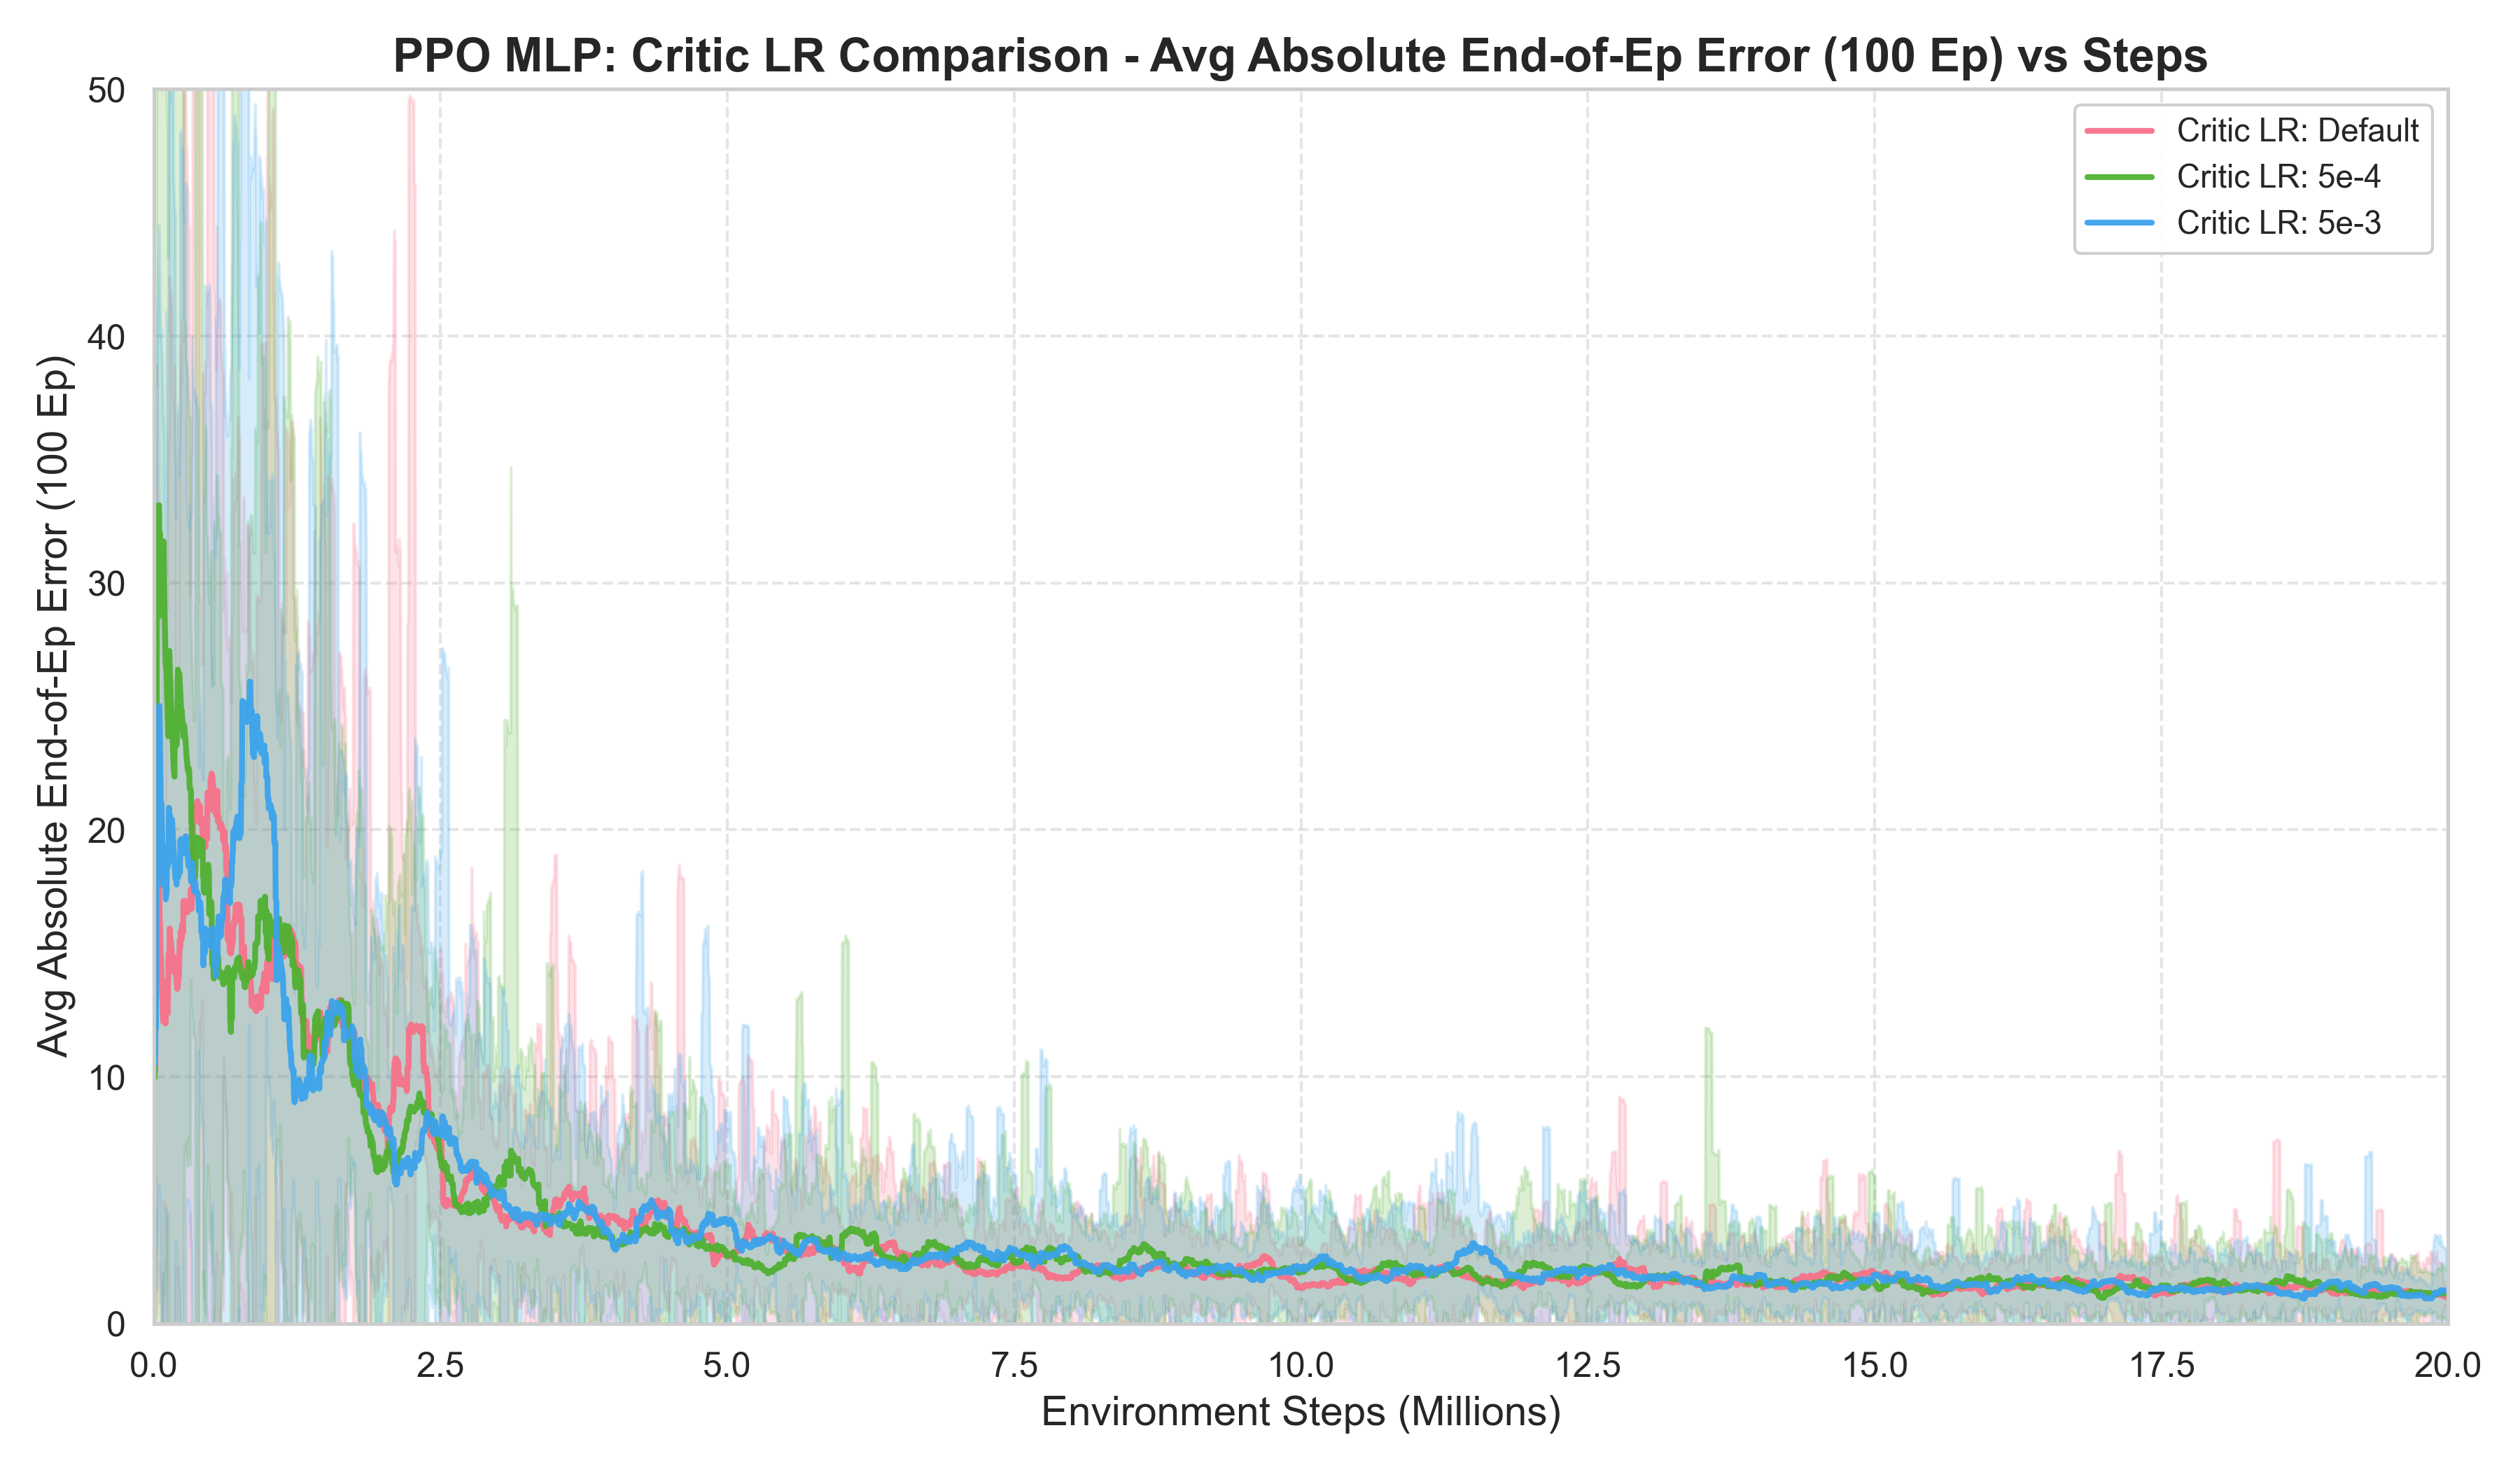 PPO MLP: Critic LR Comparison - Avg Absolute End-of-Ep Error (100 Ep) vs Steps
Critic LR: Default
Critic LR: 5e-4
Critic LR: 5e-3
Avg Absolute End-of-Ep Error (100 Ep)
50
40
30
20
10
0
0.0 2.5 5.0 7.5 10.0 12.5 15.0 17.5 20.0
Environment Steps (Millions)